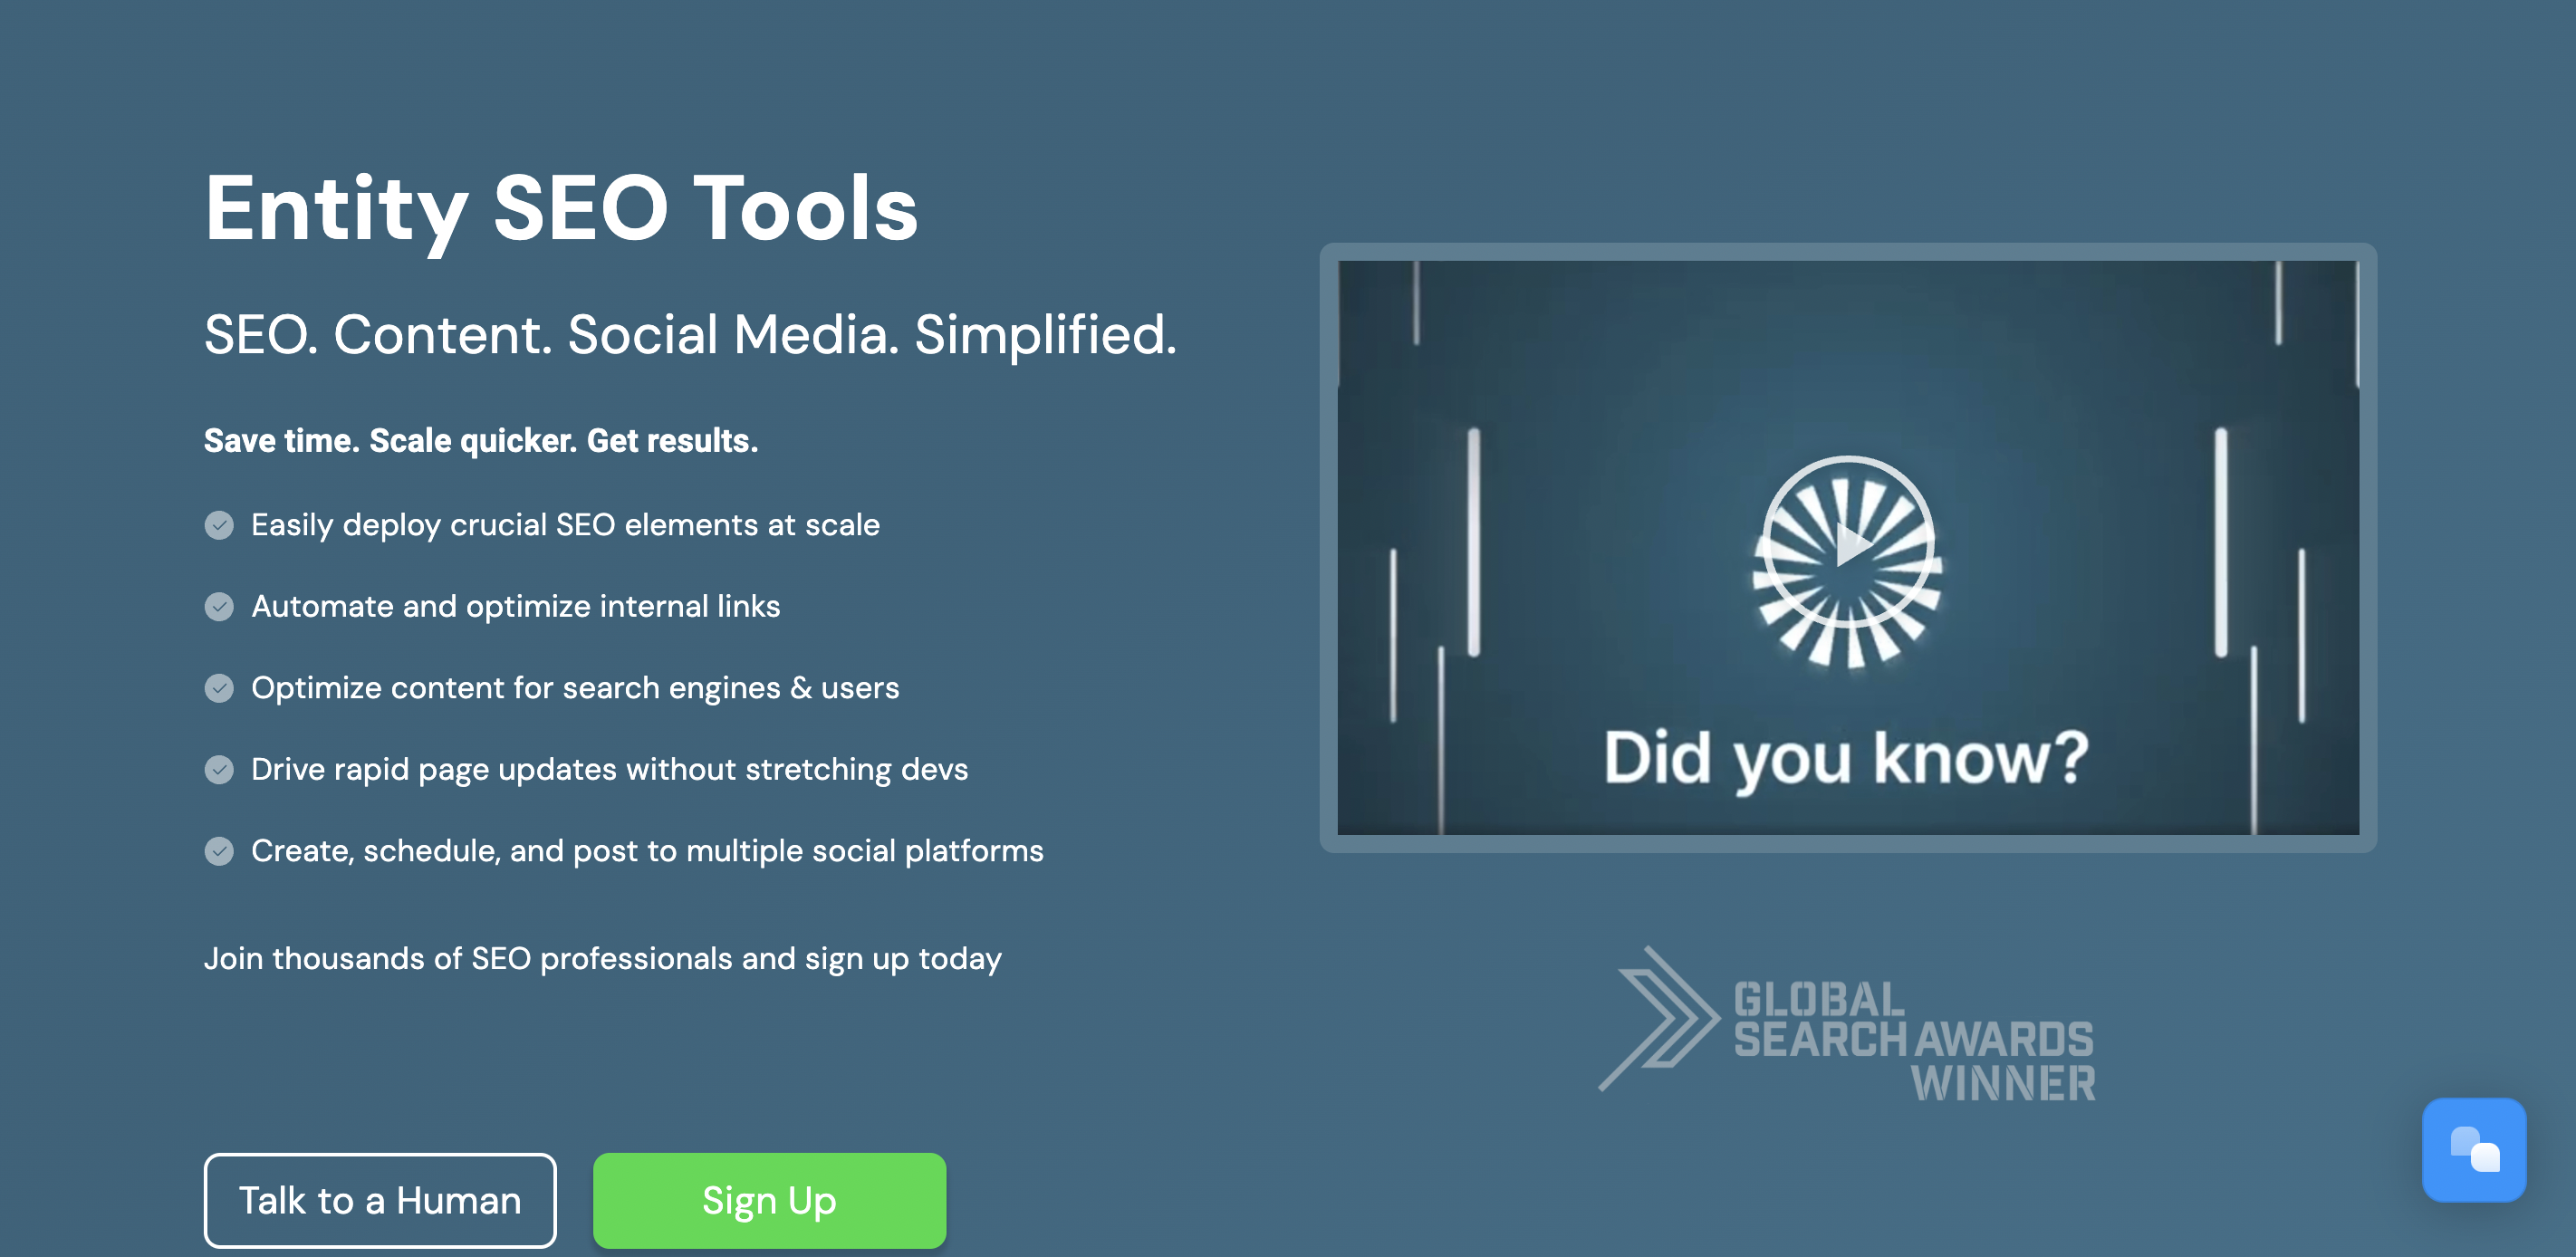 Entity SEO Tools
SEO. Content. Social Media. Simplified.
Save time. Scale quicker. Get results.
Easily deploy crucial SEO elements at scale
Automate and optimize internal links
Optimize content for search engines & users
Drive rapid page updates without stretching devs
Create, schedule, and post to multiple social platforms
Join thousands of SEO professionals and sign up today
Talk to a Human
Sign Up
Did you know?
GLOBAL
SEARCH AWARDS
WINNER